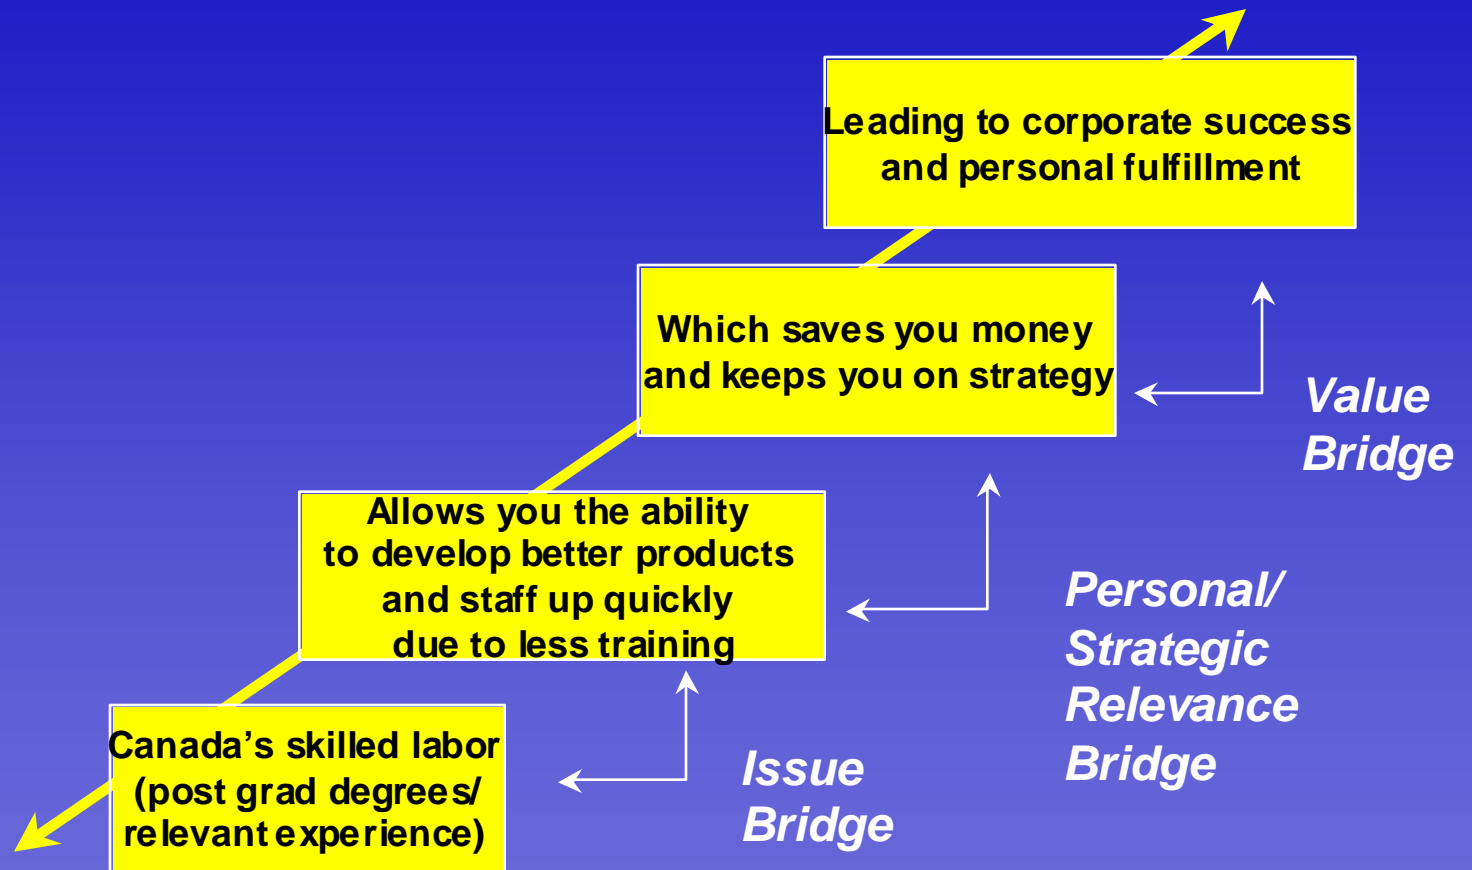 Leading to corporate success
and personal fulfillment
Which saves you money
and keeps you on strategy
Value
Bridge
Allows you the ability
to develop better products
and staff up quickly
due to less training
Personal/
Strategic
Relevance
Bridge
Canada’s skilled labor
(post grad degrees/
relevant experience)
Issue
Bridge